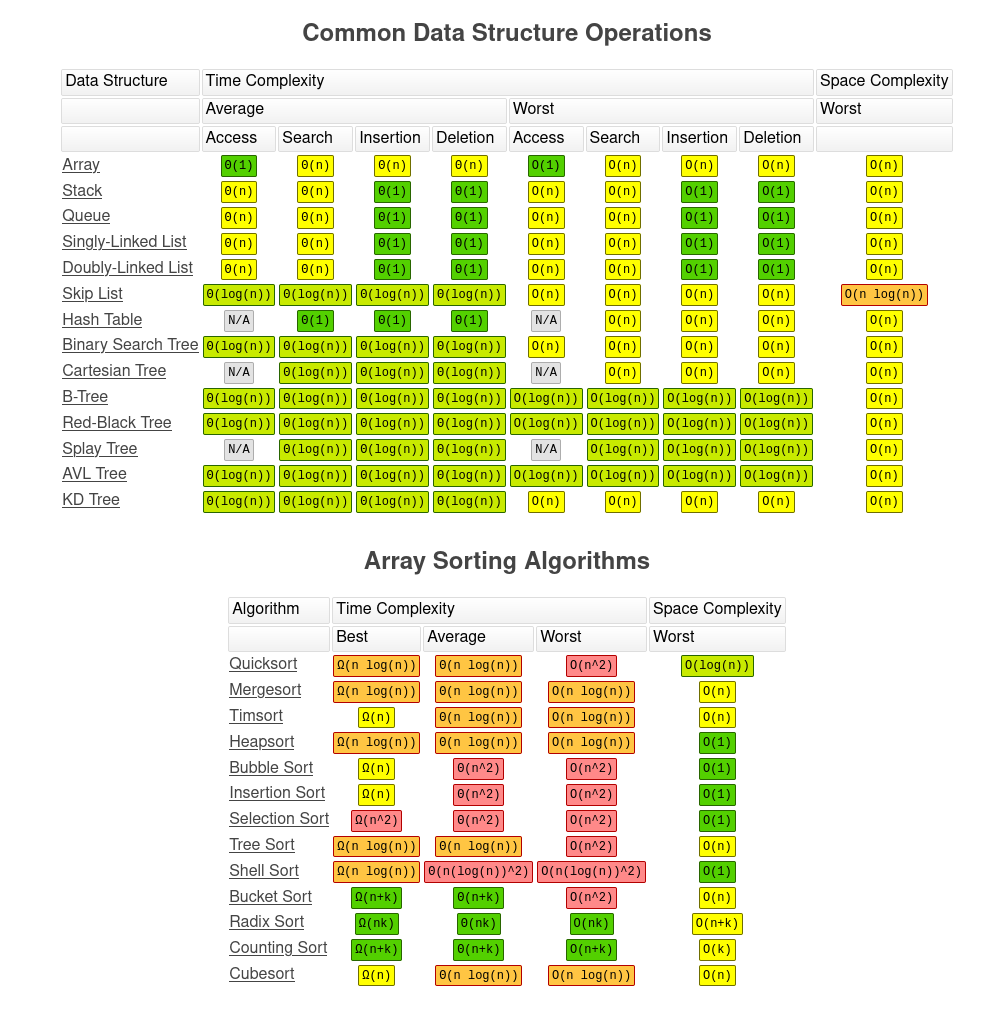 Common Data Structure Operations
Data Structure Time Complexity Space Complexity
Average Worst Worst
Access Search Insertion Deletion Access Search Insertion Deletion
Array Θ(1) Θ(n) Θ(n) Θ(n) O(1) O(n) O(n) O(n) O(n)
Stack Θ(n) Θ(n) Θ(1) Θ(1) O(n) O(n) O(1) O(1) O(n)
Queue Θ(n) Θ(n) Θ(1) Θ(1) O(n) O(n) O(1) O(1) O(n)
Singly-Linked List Θ(n) Θ(n) Θ(1) Θ(1) O(n) O(n) O(1) O(1) O(n)
Doubly-Linked List Θ(n) Θ(n) Θ(1) Θ(1) O(n) O(n) O(1) O(1) O(n)
Skip List Θ(log(n)) Θ(log(n)) Θ(log(n)) Θ(log(n)) O(n) O(n) O(n) O(n) O(n log(n))
Hash Table N/A Θ(1) Θ(1) Θ(1) N/A O(n) O(n) O(n) O(n)
Binary Search Tree Θ(log(n)) Θ(log(n)) Θ(log(n)) Θ(log(n)) O(n) O(n) O(n) O(n) O(n)
Cartesian Tree N/A Θ(log(n)) Θ(log(n)) Θ(log(n)) N/A O(n) O(n) O(n) O(n)
B-Tree Θ(log(n)) Θ(log(n)) Θ(log(n)) Θ(log(n)) O(log(n)) O(log(n)) O(log(n)) O(log(n)) O(n)
Red-Black Tree Θ(log(n)) Θ(log(n)) Θ(log(n)) Θ(log(n)) O(log(n)) O(log(n)) O(log(n)) O(log(n)) O(n)
Splay Tree N/A Θ(log(n)) Θ(log(n)) Θ(log(n)) N/A O(log(n)) O(log(n)) O(log(n)) O(n)
AVL Tree Θ(log(n)) Θ(log(n)) Θ(log(n)) Θ(log(n)) O(log(n)) O(log(n)) O(log(n)) O(log(n)) O(n)
KD Tree Θ(log(n)) Θ(log(n)) Θ(log(n)) Θ(log(n)) O(n) O(n) O(n) O(n) O(n)
Array Sorting Algorithms
Algorithm Time Complexity Space Complexity
Best Average Worst Worst
Quicksort Ω(n log(n)) Θ(n log(n)) O(n^2) O(log(n))
Mergesort Ω(n log(n)) Θ(n log(n)) O(n log(n)) O(n)
Timsort Ω(n) Θ(n log(n)) O(n log(n)) O(n)
Heapsort Ω(n log(n)) Θ(n log(n)) O(n log(n)) O(1)
Bubble Sort Ω(n) Θ(n^2) O(n^2) O(1)
Insertion Sort Ω(n) Θ(n^2) O(n^2) O(1)
Selection Sort Ω(n^2) Θ(n^2) O(n^2) O(1)
Tree Sort Ω(n log(n)) Θ(n log(n)) O(n^2) O(n)
Shell Sort Ω(n log(n)) Θ(n(log(n))^2) O(n(log(n))^2) O(1)
Bucket Sort Ω(n+k) Θ(n+k) O(n^2) O(n)
Radix Sort Ω(nk) Θ(nk) O(nk) O(n+k)
Counting Sort Ω(n+k) Θ(n+k) O(n+k) O(k)
Cubesort Ω(n) Θ(n log(n)) O(n log(n)) O(n)